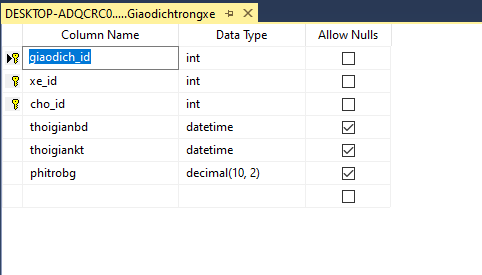 DESKTOP-ADQCRC0.....Giaodichtrongxe
Column Name Data Type Allow Nulls
giaodich_id int
xe_id int
cho_id int
thoigianbd datetime
thoigiankt datetime
phitrobg decimal(10, 2)